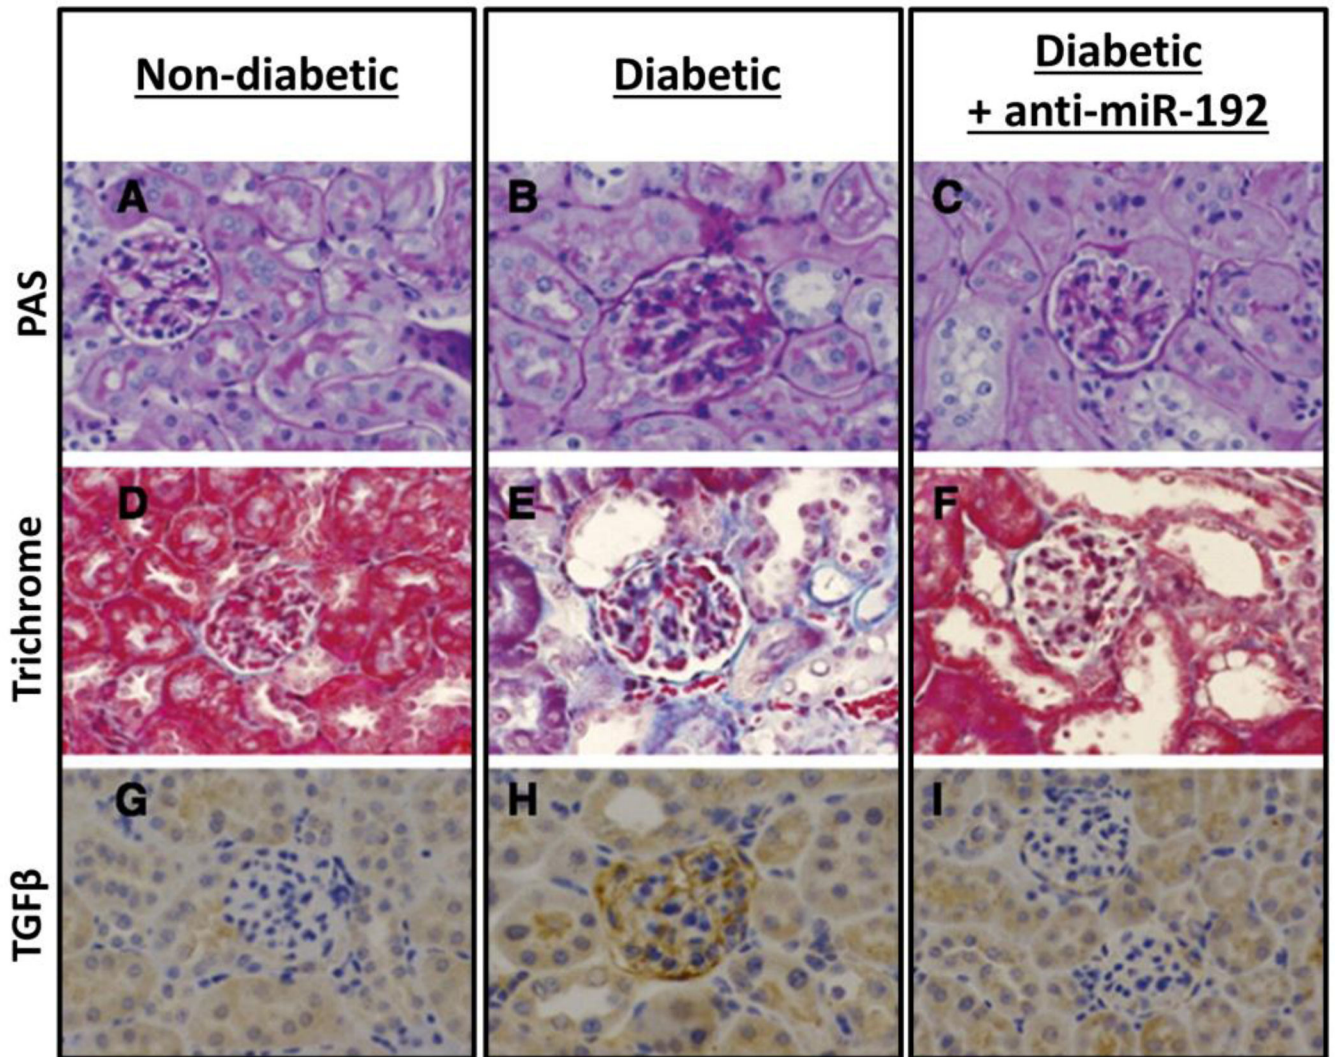 Non-diabetic
Diabetic
Diabetic
+ anti-miR-192
PAS
A
B
C
Trichrome
D
E
F
TGFβ
G
H
I